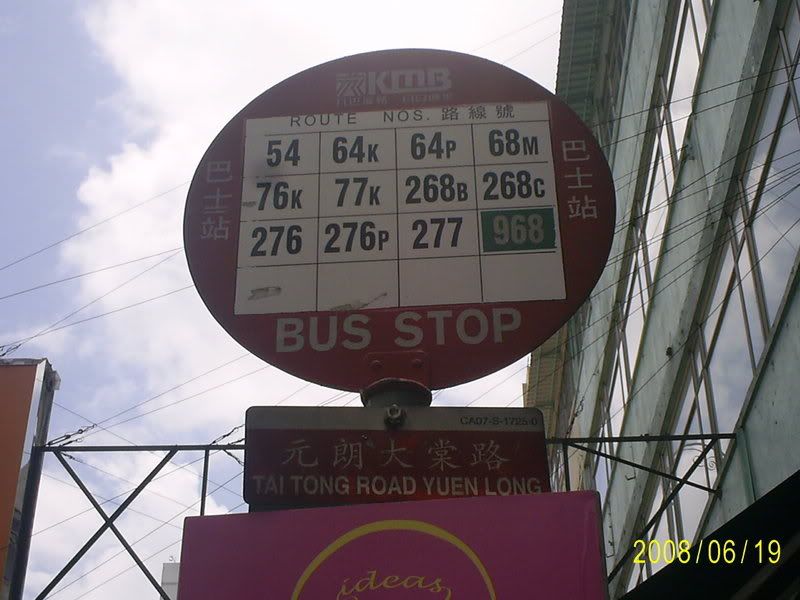 KMB
ROUTE NOS. 路線號
54 64K 64P 68M
76K 77K 268B 268C
276 276P 277 968
巴士站
巴士站
BUS STOP
CA07-S-1725-0
元朗大棠路
TAI TONG ROAD YUEN LONG
ideas
2008/06/19